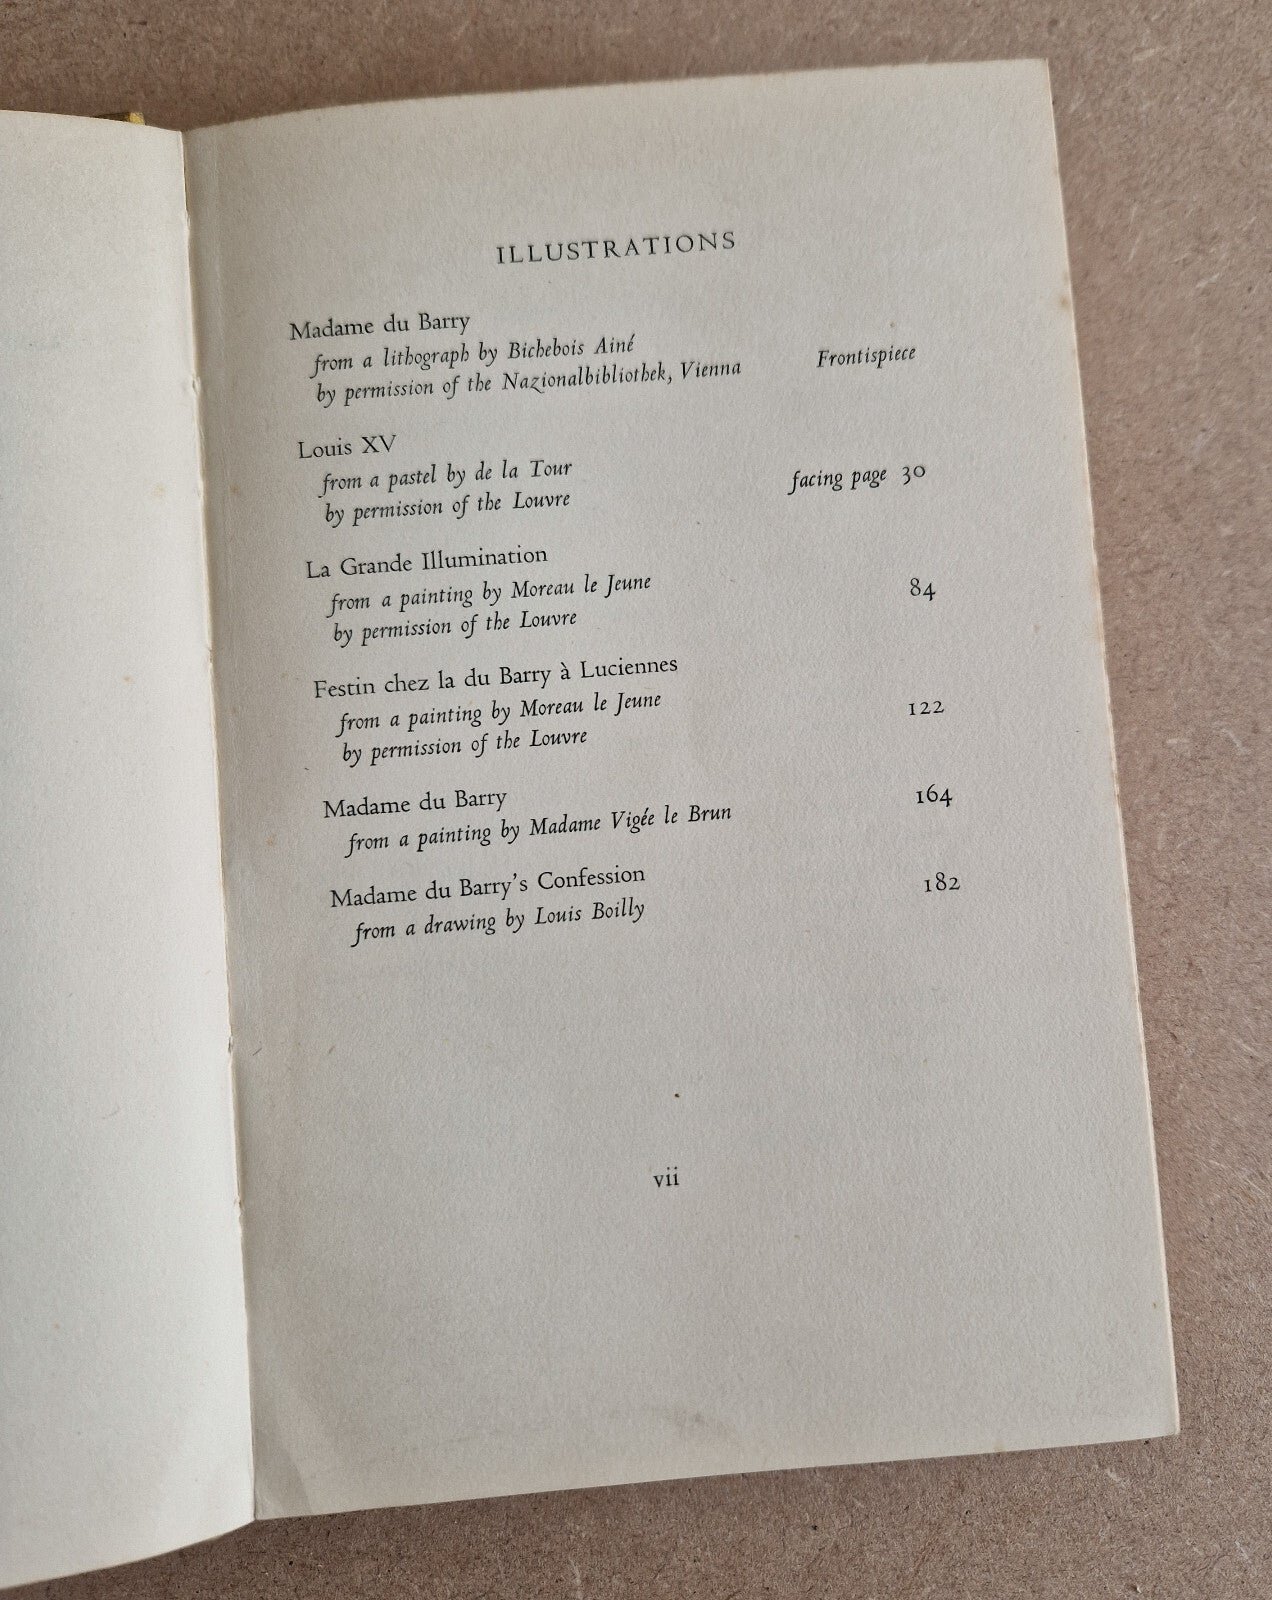 ILLUSTRATIONS
Madame du Barry
from a lithograph by Bichebois Ainé
by permission of the Nazionalbibliothek, Vienna Frontispiece
Louis XV
from a pastel by de la Tour
by permission of the Louvre facing page 30
La Grande Illumination
from a painting by Moreau le Jeune 84
by permission of the Louvre
Festin chez la du Barry à Luciennes
from a painting by Moreau le Jeune 122
by permission of the Louvre
Madame du Barry
from a painting by Madame Vigée le Brun 164
Madame du Barry's Confession
from a drawing by Louis Boilly 182
vii